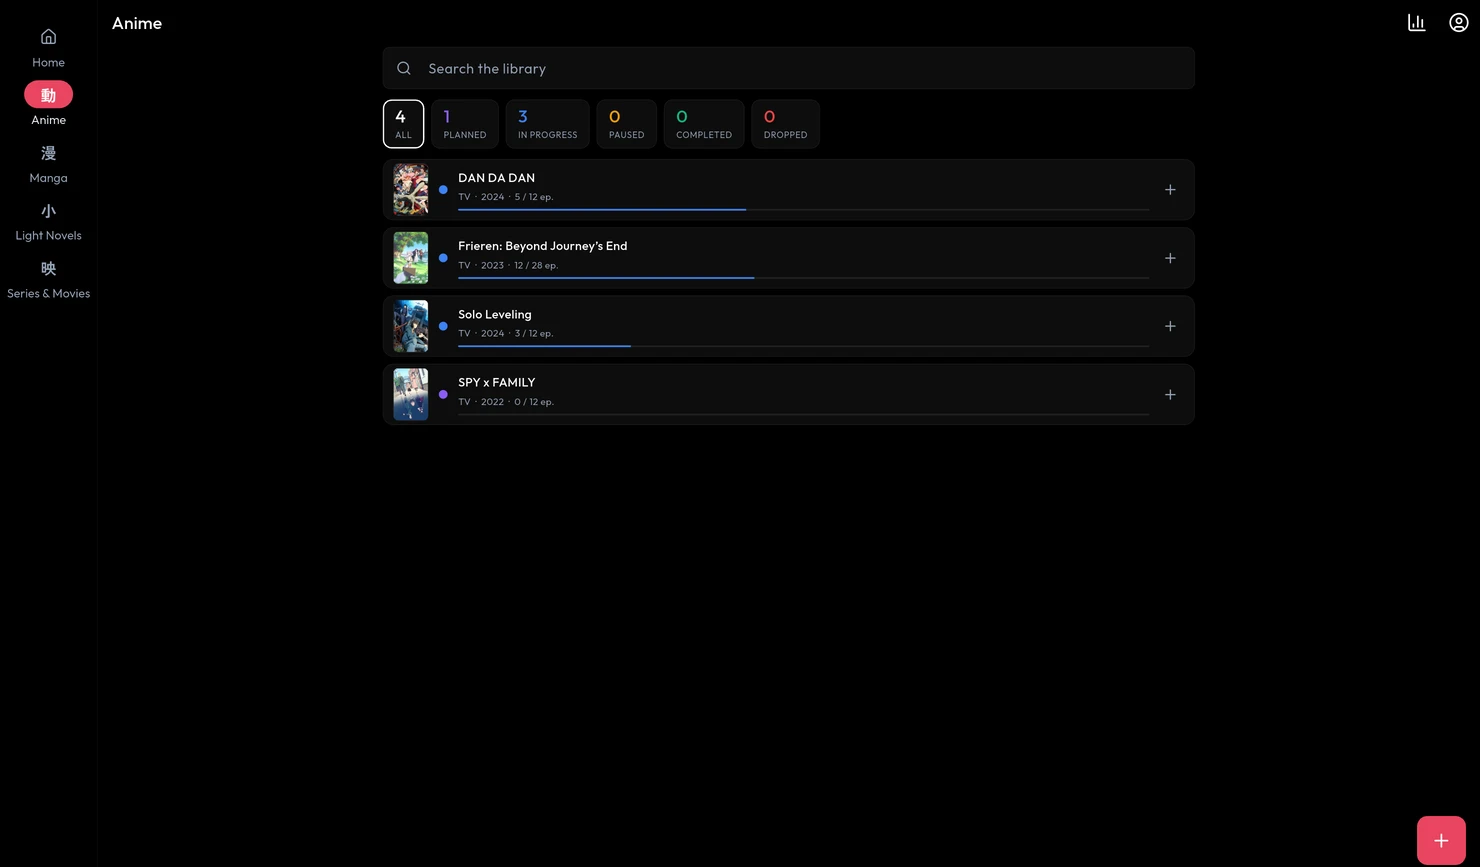 Anime
Home
動
Anime
漫
Manga
小
Light Novels
映
Series & Movies
Search the library
4
ALL
1
PLANNED
3
IN PROGRESS
0
PAUSED
0
COMPLETED
0
DROPPED
DAN DA DAN
TV · 2024 · 5 / 12 ep.
Frieren: Beyond Journey’s End
TV · 2023 · 12 / 28 ep.
Solo Leveling
TV · 2024 · 3 / 12 ep.
SPY x FAMILY
TV · 2022 · 0 / 12 ep.